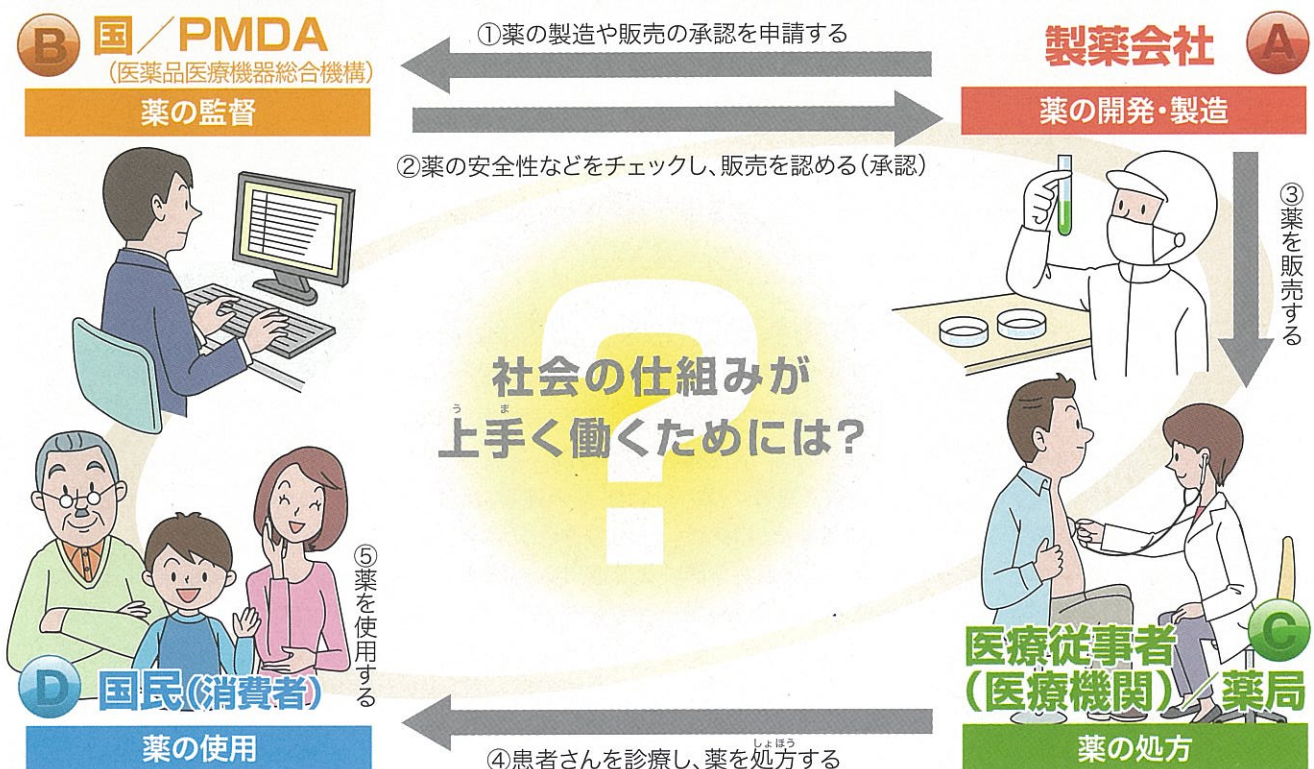 B 国／PMDA
（医薬品医療機器総合機構）
薬の監督
①薬の製造や販売の承認を申請する
②薬の安全性などをチェックし、販売を認める（承認）
製薬会社 A
薬の開発・製造
③薬を販売する
社会の仕組みが
上手く働くためには？
うま
医療従事者 C
（医療機関）／薬局
薬の処方
④患者さんを診療し、薬を処方する
しょほう
⑤薬を使用する
D 国民（消費者）
薬の使用